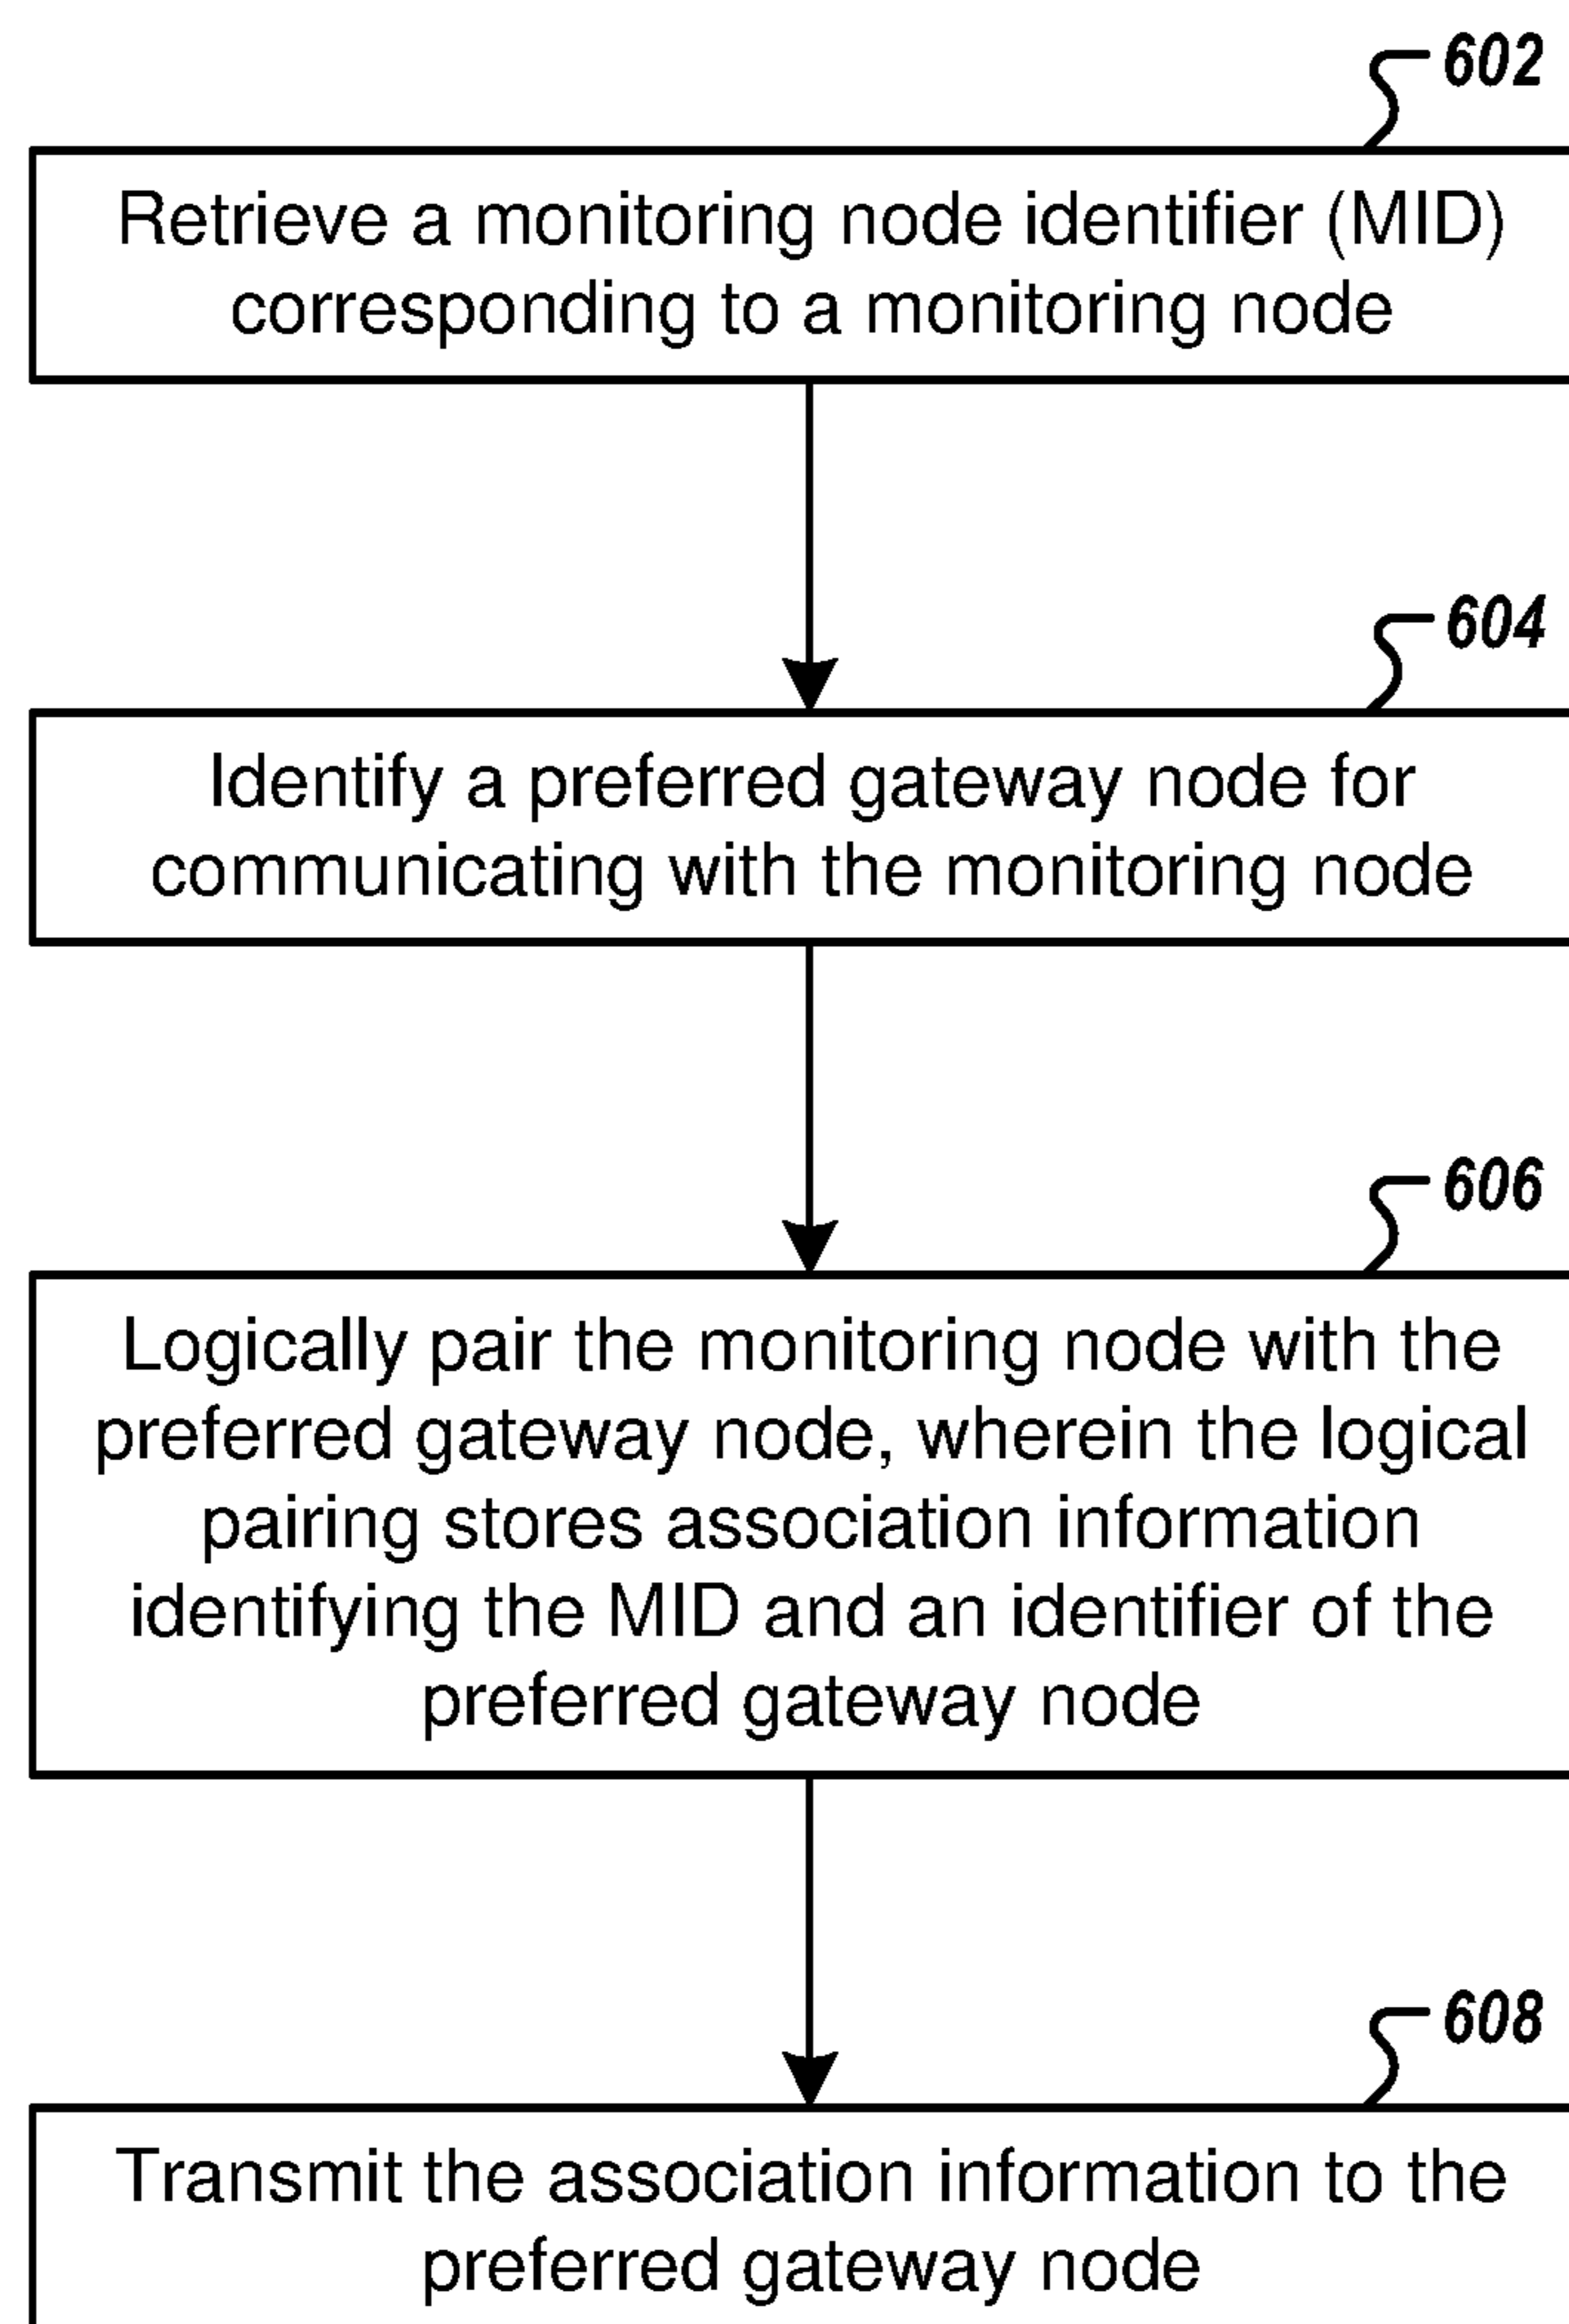 602
Retrieve a monitoring node identifier (MID)
corresponding to a monitoring node
604
Identify a preferred gateway node for
communicating with the monitoring node
606
Logically pair the monitoring node with the
preferred gateway node, wherein the logical
pairing stores association information
identifying the MID and an identifier of the
preferred gateway node
608
Transmit the association information to the
preferred gateway node